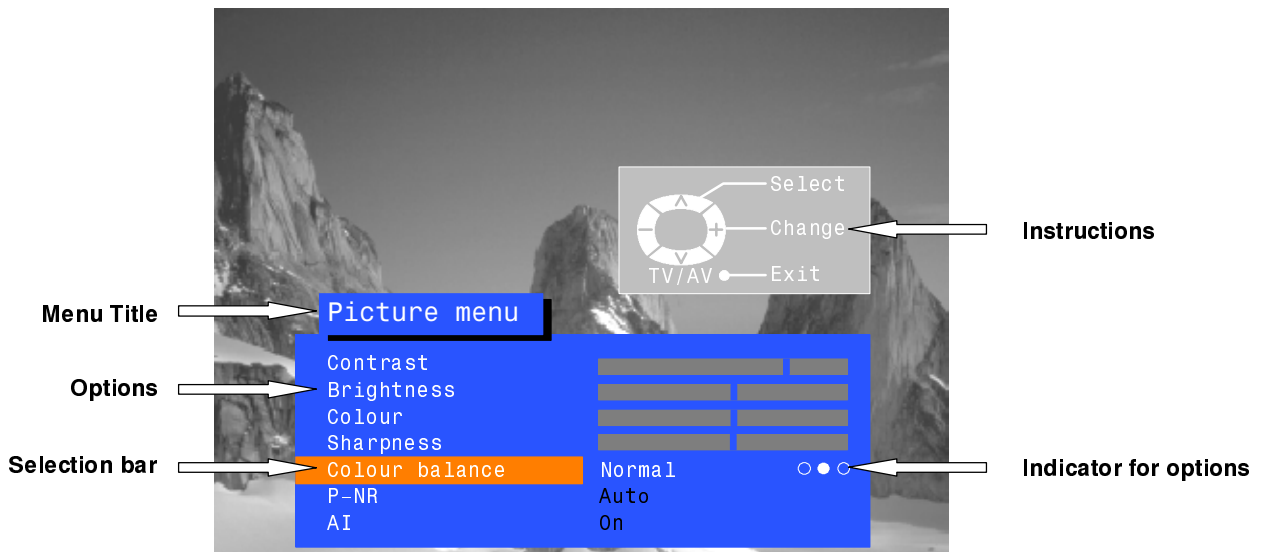 Select
Change
TV/AV Exit
Instructions
Menu Title
Picture menu
Contrast
Options
Brightness
Colour
Sharpness
Selection bar
Colour balance Normal
Indicator for options
P-NR Auto
AI On